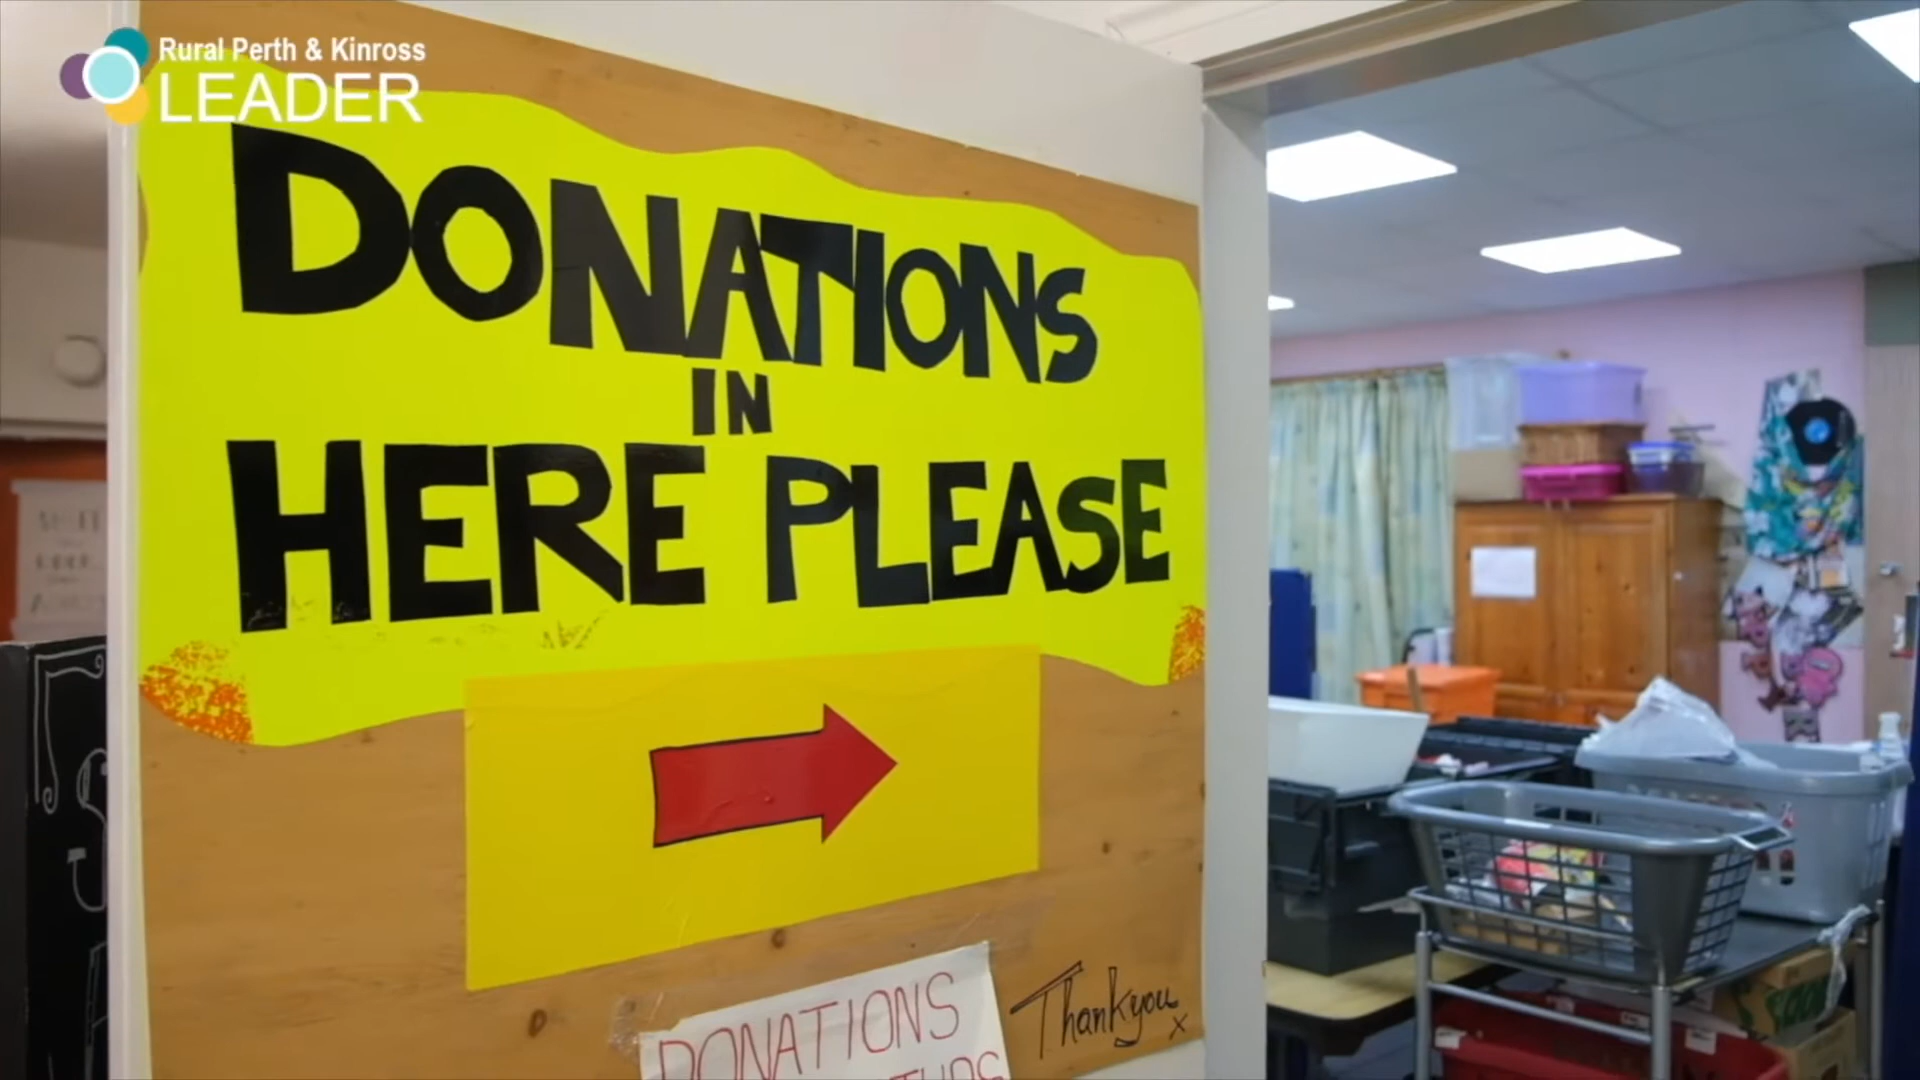 Rural Perth & Kinross
LEADER
DONATIONS
IN
HERE PLEASE
DONATIONS
Thankyou
x